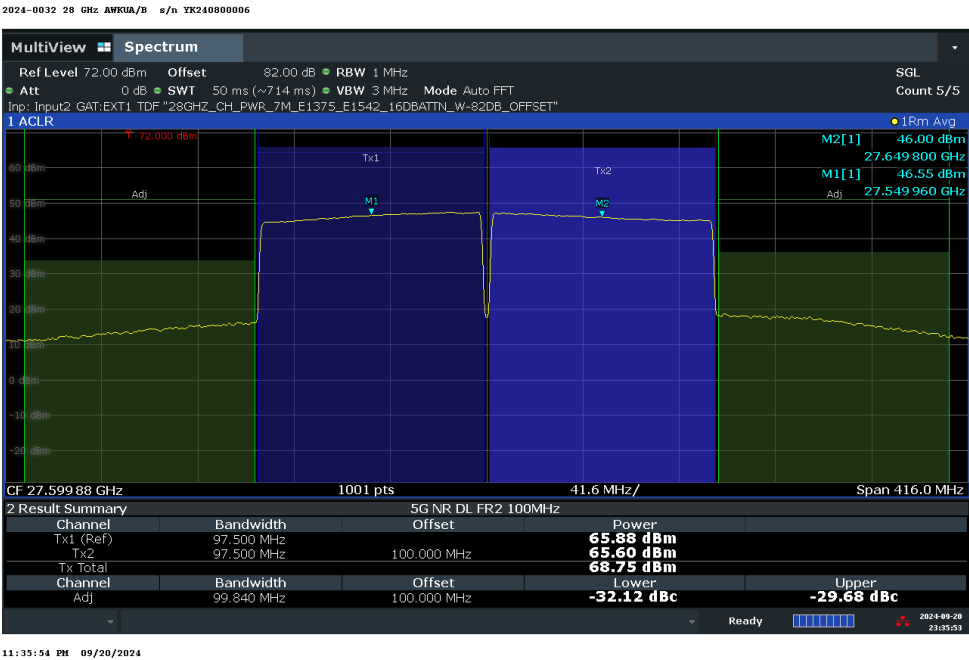 2024-0032 28 GHz AWKUA/B s/n YK240800006
MultiView Spectrum
Ref Level 72.00 dBm Offset 82.00 dB RBW 1 MHz SGL
Att 0 dB SWT 50 ms (~714 ms) VBW 3 MHz Mode Auto FFT Count 5/5
Inp: Input2 GAT:EXT1 TDF "28GHZ_CH_PWR_7M_E1375_E1542_16DBATTN_W-82DB_OFFSET"
1 ACLR 1Rm Avg
72.000 dBm M2[1] 46.00 dBm
27.649 800 GHz
M1[1] 46.55 dBm
27.549 960 GHz
Tx1
Tx2
Adj
Adj
M1
M2
60 dBm
50 dBm
40 dBm
30 dBm
20 dBm
10 dBm
0 dBm
-10 dBm
-20 dBm
CF 27.599 88 GHz 1001 pts 41.6 MHz/ Span 416.0 MHz
2 Result Summary 5G NR DL FR2 100MHz
Channel Bandwidth Offset Power
Tx1 (Ref) 97.500 MHz 65.88 dBm
Tx2 97.500 MHz 100.000 MHz 65.60 dBm
Tx Total 68.75 dBm
Channel Bandwidth Offset Lower Upper
Adj 99.840 MHz 100.000 MHz -32.12 dBc -29.68 dBc
Ready 2024-09-20
23:35:53
11:35:54 PM 09/20/2024